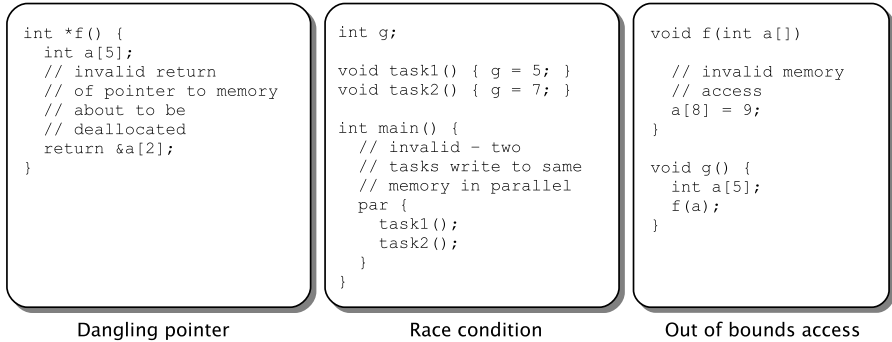 int *f() {
  int a[5];
  // invalid return
  // of pointer to memory
  // about to be
  // deallocated
  return &a[2];
}
Dangling pointer
int g;
void task1() { g = 5; }
void task2() { g = 7; }
int main() {
  // invalid - two
  // tasks write to same
  // memory in parallel
  par {
    task1();
    task2();
  }
}
Race condition
void f(int a[])
  // invalid memory
  // access
  a[8] = 9;
}
void g() {
  int a[5];
  f(a);
}
Out of bounds access